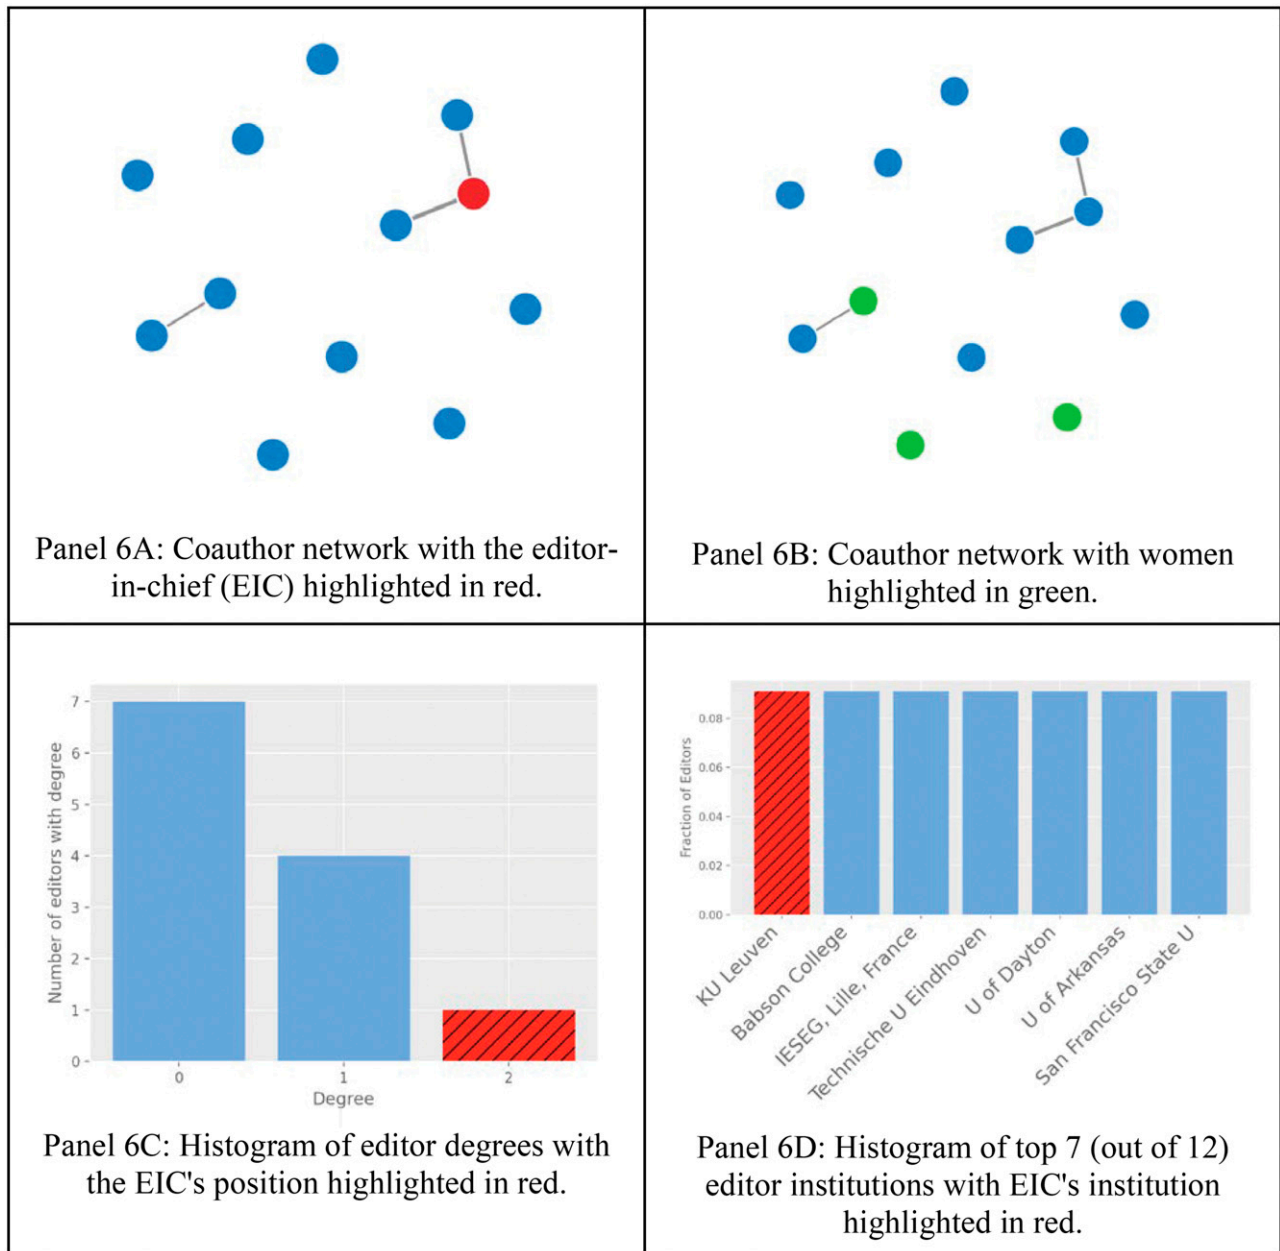 Panel 6A: Coauthor network with the editor-
in-chief (EIC) highlighted in red.
Panel 6B: Coauthor network with women
highlighted in green.
Number of editors with degree
7
6
5
4
3
2
1
0
0
1
2
Degree
Panel 6C: Histogram of editor degrees with
the EIC's position highlighted in red.
Fraction of Editors
0.08
0.06
0.04
0.02
0.00
KU Leuven
Babson College
IESEG, Lille, France
Technische U Eindhoven
U of Dayton
U of Arkansas
San Francisco State U
Panel 6D: Histogram of top 7 (out of 12)
editor institutions with EIC's institution
highlighted in red.